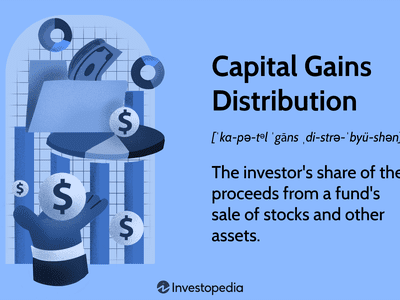 Capital Gains
Distribution
[ˈka-pə-tᵊl ˈgāns ˌdi-strə-ˈbyü-shən]
The investor's share of the
proceeds from a fund's
sale of stocks and other
assets.
$
$
$
$
Investopedia